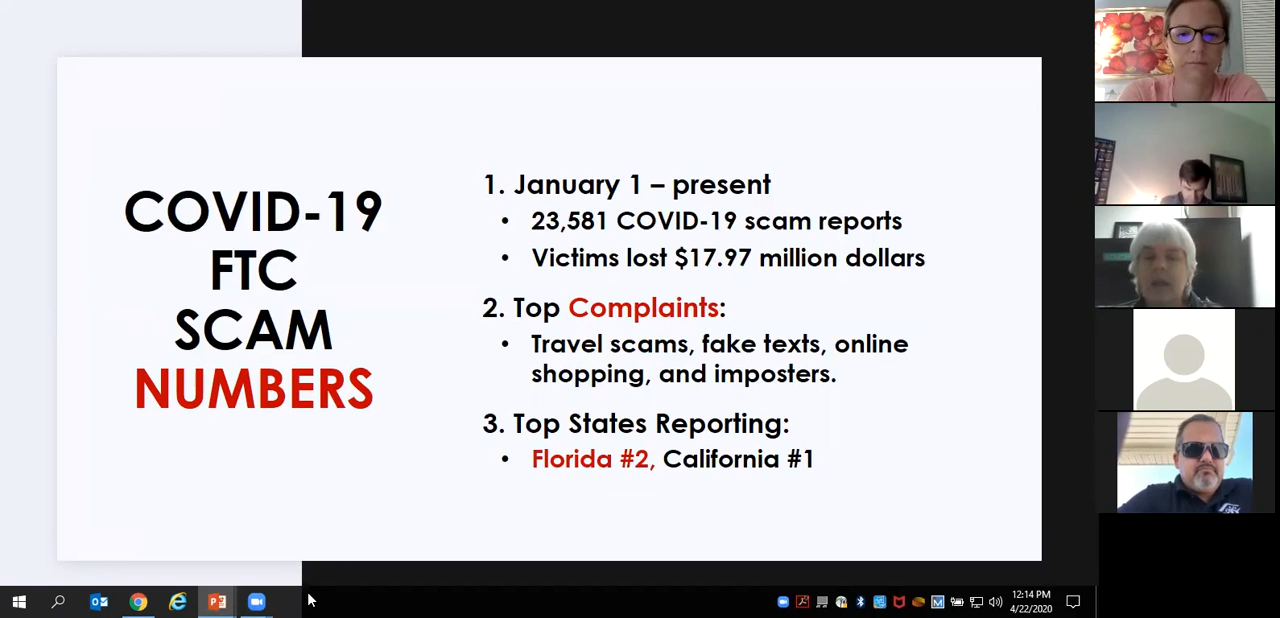 COVID-19
FTC
SCAM
NUMBERS
1. January 1 – present
• 23,581 COVID-19 scam reports
• Victims lost $17.97 million dollars
2. Top Complaints:
• Travel scams, fake texts, online
shopping, and imposters.
3. Top States Reporting:
• Florida #2, California #1
12:14 PM
4/22/2020